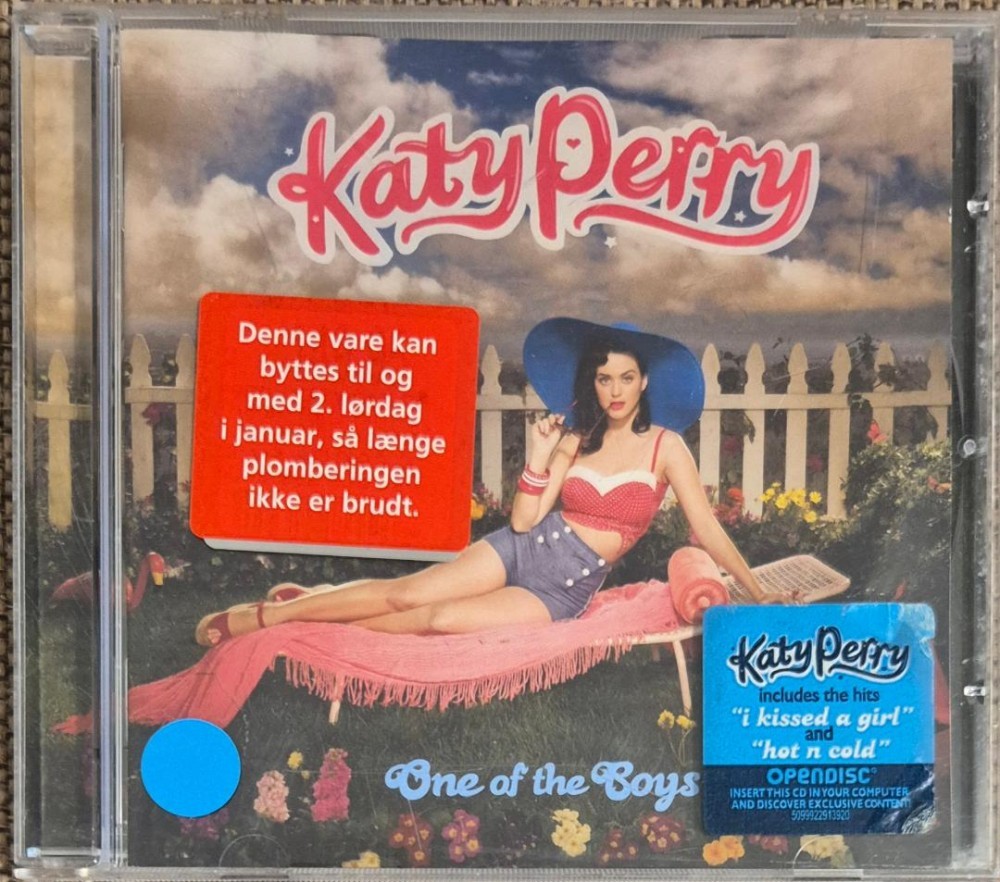 Katy Perry
Denne vare kan
byttes til og
med 2. lørdag
i januar, så længe
plomberingen
ikke er brudt.
One of the Boys
Katy Perry
includes the hits
“i kissed a girl”
and
“hot n cold”
OPENDISC
INSERT THIS CD IN YOUR COMPUTER
AND DISCOVER EXCLUSIVE CONTENT!
5099922913920